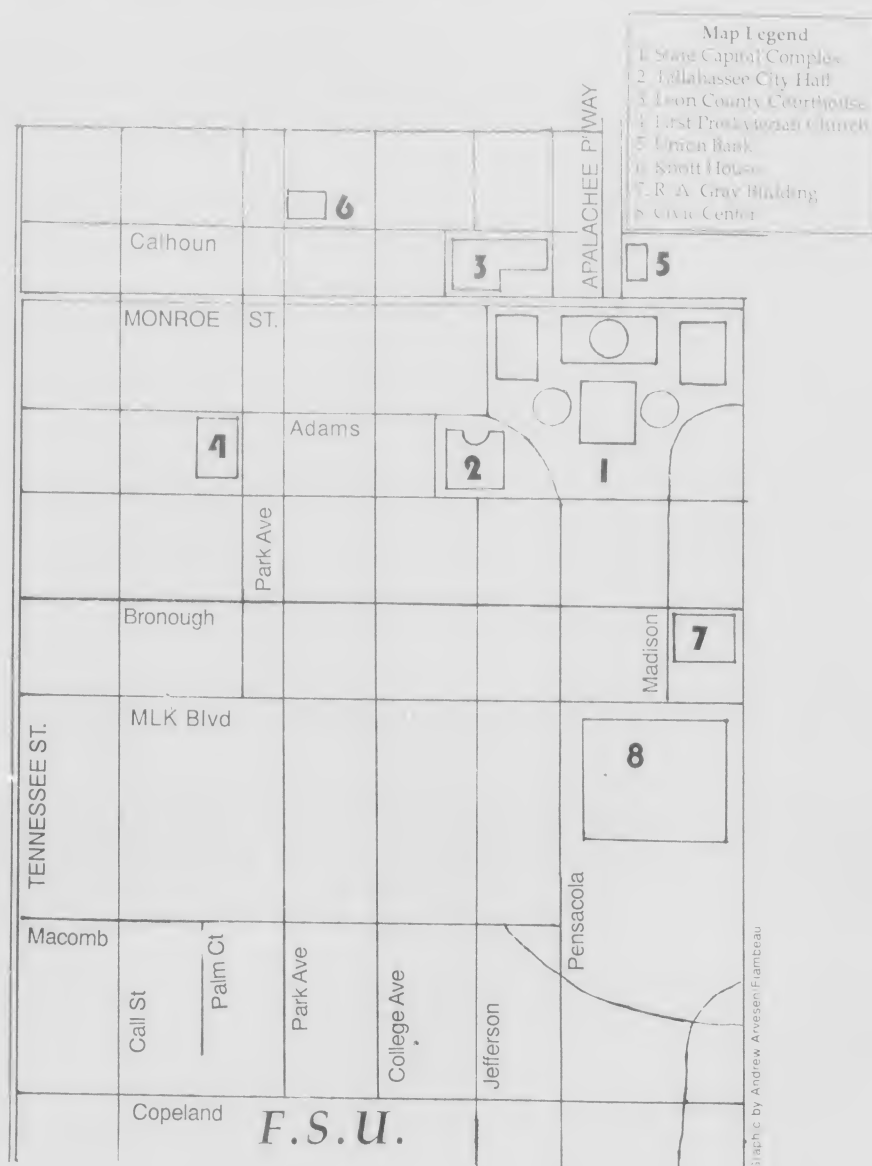 Map Legend
1. State Capital Complex
2. Tallahassee City Hall
3. Leon County Courthouse
4. First Presbyterian Church
5. Union Bank
6. Knott House
7. R. A. Gray Building
8. Civic Center
APALACHEE P'WAY
6
Calhoun
3
5
MONROE ST.
Adams
4
2
1
Park Ave
Bronough
Madison
7
MLK Blvd
TENNESSEE ST.
8
Pensacola
Macomb
Call St
Palm Ct
Park Ave
College Ave
Jefferson
Copeland
F.S.U.
Graphic by Andrew Arvesen/Flambeau